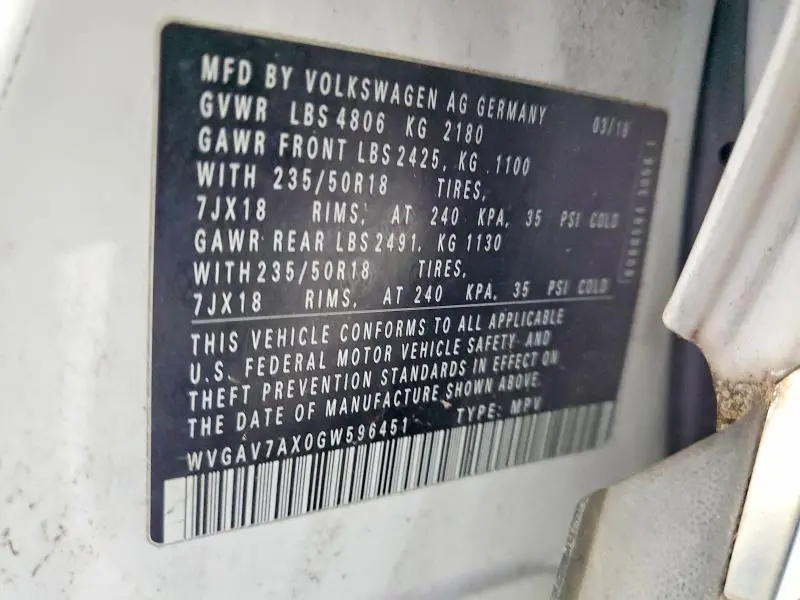 MFD BY VOLKSWAGEN AG GERMANY 03/16
GVWR LBS 4806 KG 2180
GAWR FRONT LBS 2425, KG 1100
WITH 235/50R18 TIRES,
7JX18 RIMS, AT 240 KPA, 35 PSI COLD
GAWR REAR LBS 2491, KG 1130
WITH 235/50R18 TIRES,
7JX18 RIMS, AT 240 KPA, 35 PSI COLD
THIS VEHICLE CONFORMS TO ALL APPLICABLE
U.S. FEDERAL MOTOR VEHICLE SAFETY AND
THEFT PREVENTION STANDARDS IN EFFECT ON
THE DATE OF MANUFACTURE SHOWN ABOVE.
WVGAV7AX0GW596451 TYPE: MPV